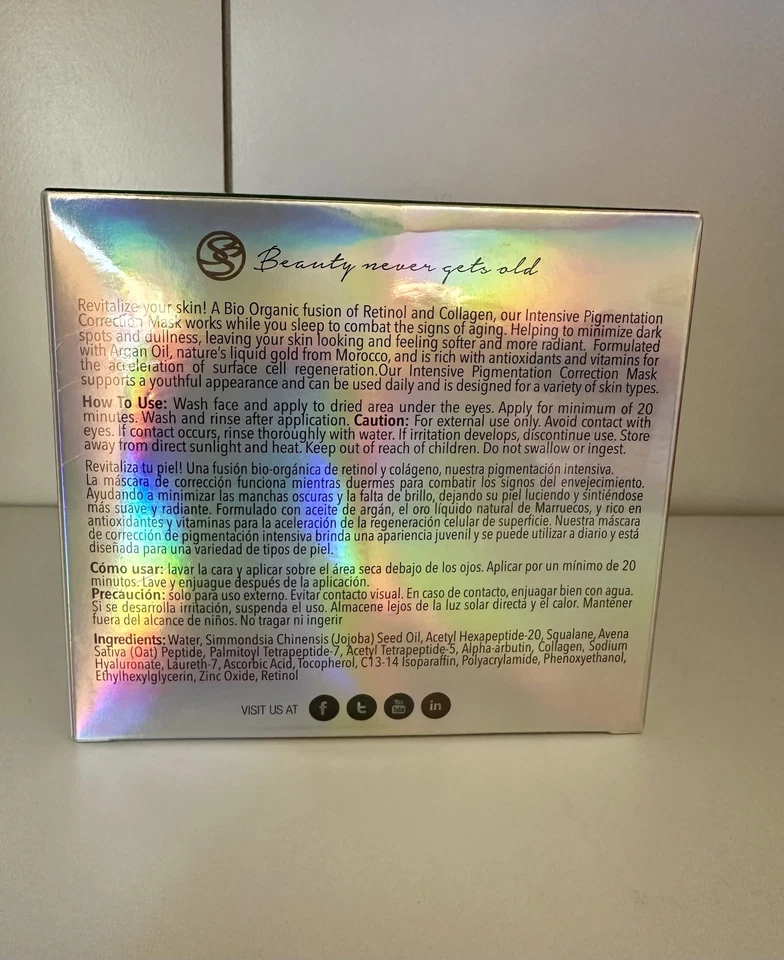 Beauty never gets old
Revitalize your skin! A Bio Organic fusion of Retinol and Collagen, our Intensive Pigmentation
Correction Mask works while you sleep to combat the signs of aging. Helping to minimize dark
spots and dullness, leaving your skin looking and feeling softer and more radiant. Formulated
with Argan Oil, nature's liquid gold from Morocco, and is rich with antioxidants and vitamins for
the acceleration of surface cell regeneration.Our Intensive Pigmentation Correction Mask
supports a youthful appearance and can be used daily and is designed for a variety of skin types.
How To Use: Wash face and apply to dried area under the eyes. Apply for minimum of 20
minutes. Wash and rinse after application. Caution: For external use only. Avoid contact with
eyes. If contact occurs, rinse thoroughly with water. If irritation develops, discontinue use. Store
away from direct sunlight and heat. Keep out of reach of children. Do not swallow or ingest.
Revitaliza tu piel! Una fusión bio-orgánica de retinol y colágeno, nuestra pigmentación intensiva.
La máscara de corrección funciona mientras duermes para combatir los signos del envejecimiento.
Ayudando a minimizar las manchas oscuras y la falta de brillo, dejando su piel luciendo y sintiéndose
más suave y radiante. Formulado con aceite de argán, el oro líquido natural de Marruecos, y rico en
antioxidantes y vitaminas para la aceleración de la regeneración celular de superficie. Nuestra máscara
de corrección de pigmentación intensiva brinda una apariencia juvenil y se puede utilizar a diario y está
diseñada para una variedad de tipos de piel.
Cómo usar: lavar la cara y aplicar sobre el área seca debajo de los ojos. Aplicar por un mínimo de 20
minutos. Lave y enjuague después de la aplicación.
Precaución: solo para uso externo. Evitar contacto visual. En caso de contacto, enjuagar bien con agua.
Si se desarrolla irritación, suspenda el uso. Almacene lejos de la luz solar directa y el calor. Mantener
fuera del alcance de niños. No tragar ni ingerir
Ingredients: Water, Simmondsia Chinensis (Jojoba) Seed Oil, Acetyl Hexapeptide-20, Squalane, Avena
Sativa (Oat) Peptide, Palmitoyl Tetrapeptide-7, Acetyl Tetrapeptide-5, Alpha-arbutin, Collagen, Sodium
Hyaluronate, Laureth-7, Ascorbic Acid, Tocopherol, C13-14 Isoparaffin, Polyacrylamide, Phenoxyethanol,
Ethylhexylglycerin, Zinc Oxide, Retinol
VISIT US AT f t You Tube in